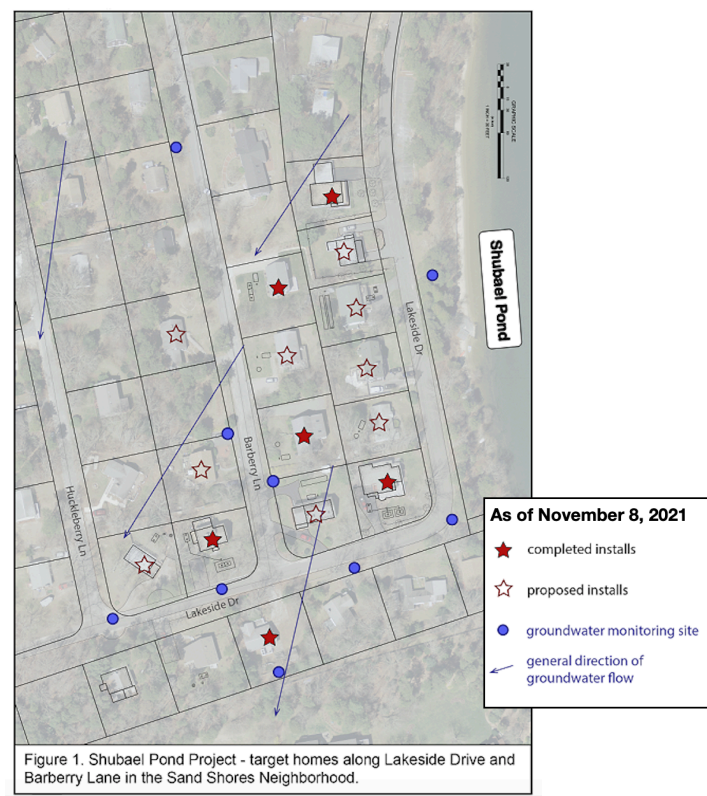 GRAPHIC SCALE
Shubael Pond
Lakeside Dr
Barberry Ln
Huckleberry Ln
Lakeside Dr
As of November 8, 2021
completed installs
proposed installs
groundwater monitoring site
general direction of
groundwater flow
Figure 1. Shubael Pond Project - target homes along Lakeside Drive and
Barberry Lane in the Sand Shores Neighborhood.